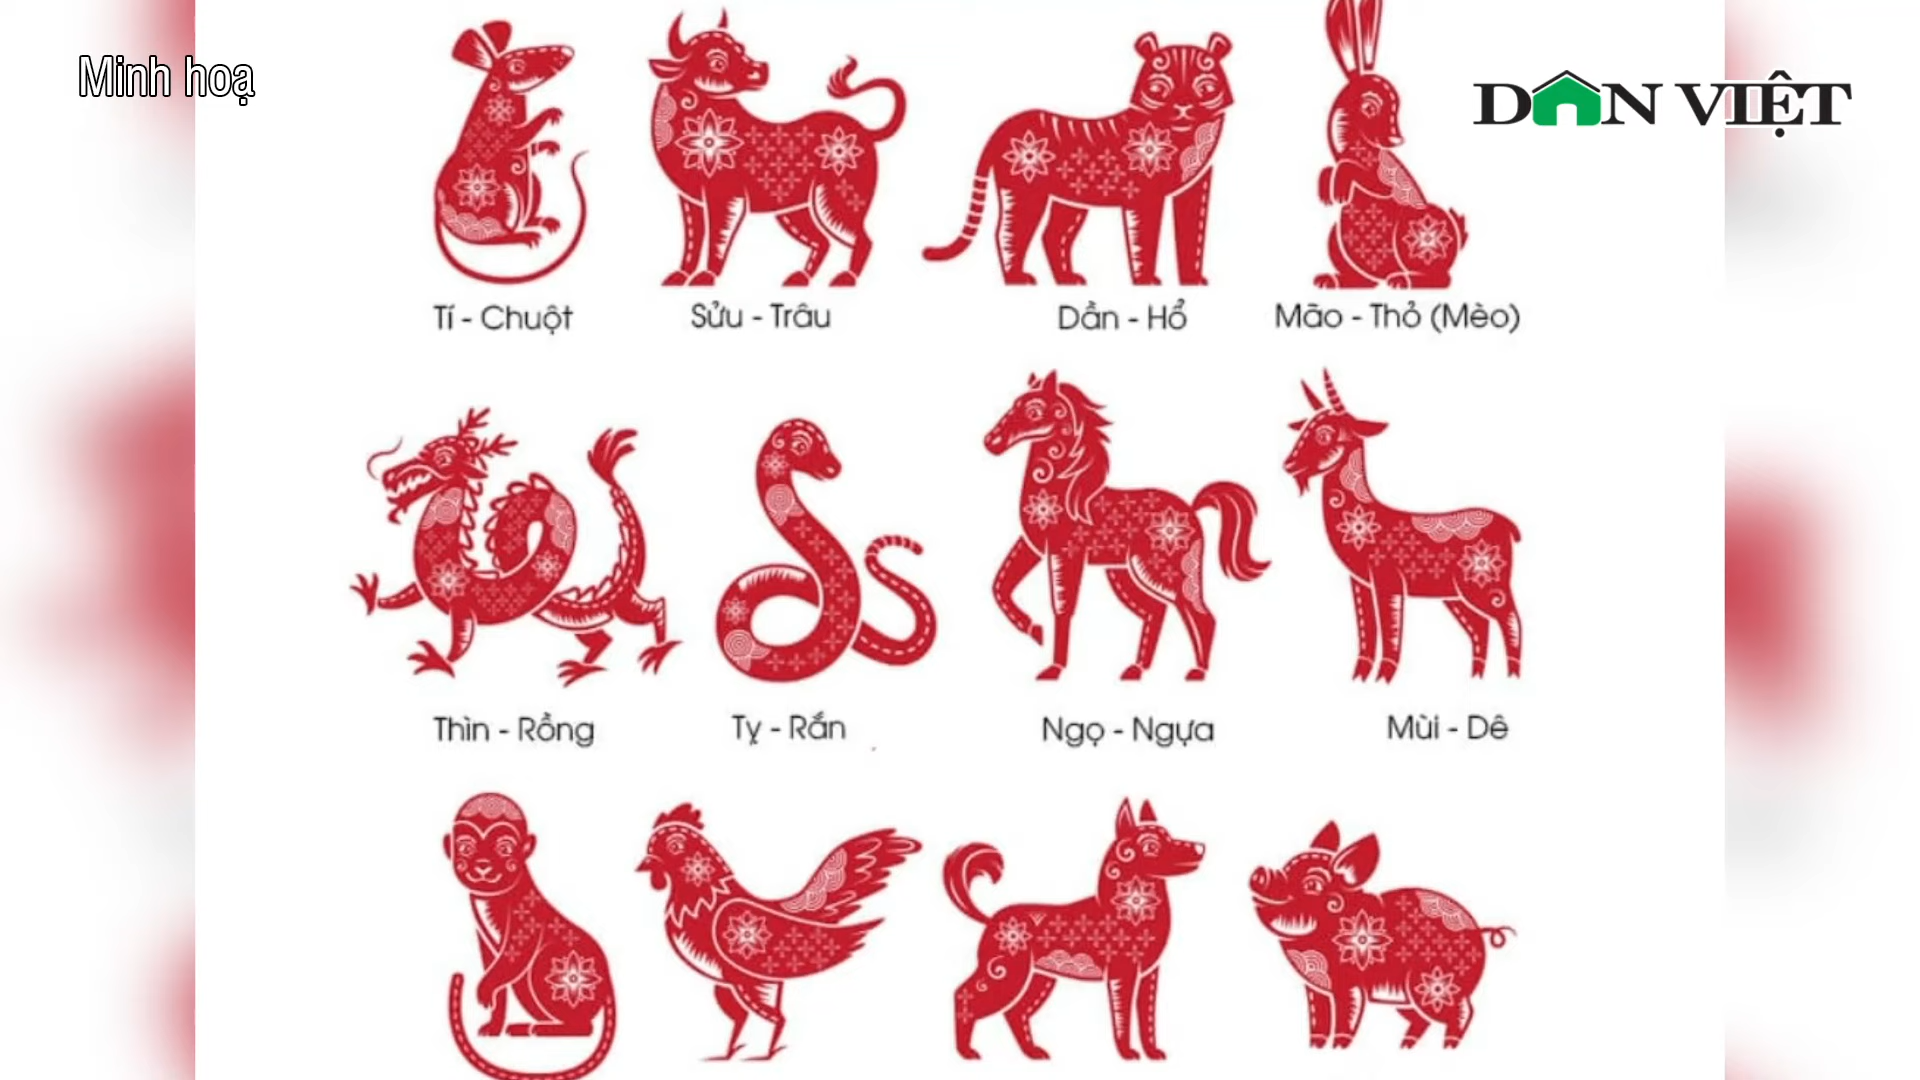 Minh hoạ
DÂN VIỆT
Tí - Chuột
Sửu - Trâu
Dần - Hổ
Mão - Thỏ (Mèo)
Thìn - Rồng
Tỵ - Rắn
Ngọ - Ngựa
Mùi - Dê